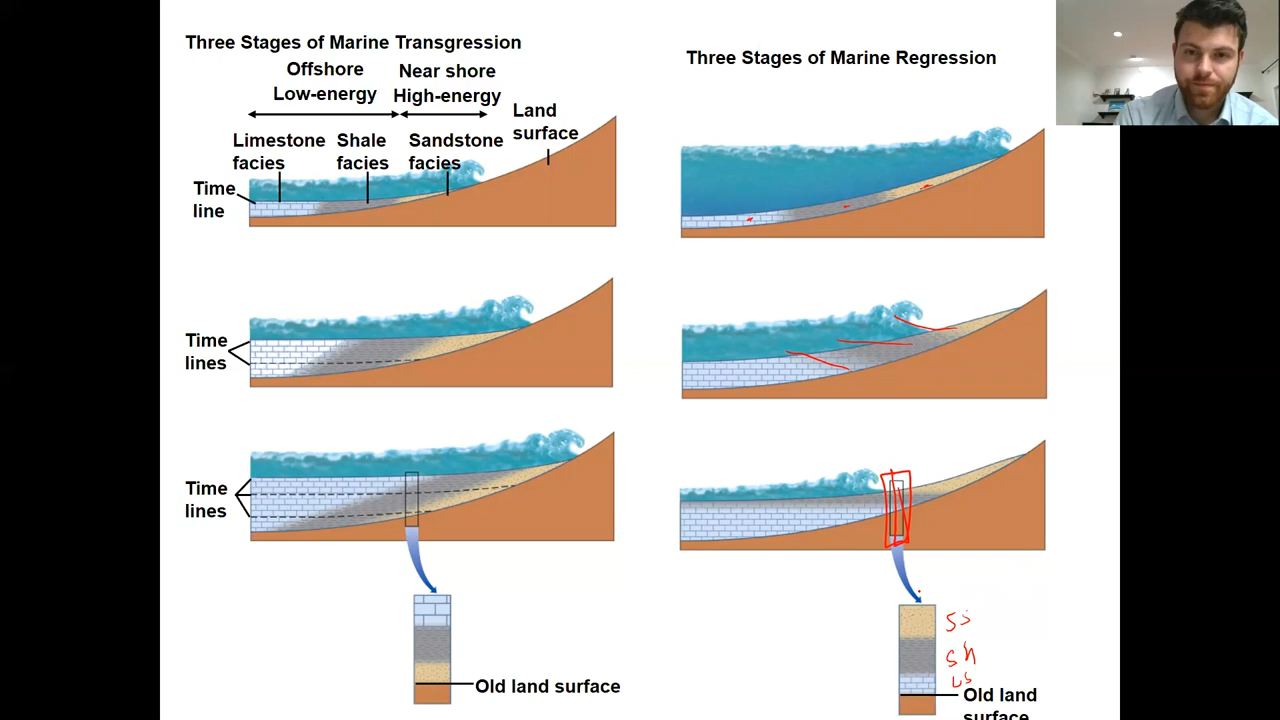 Three Stages of Marine Transgression
Offshore
Low-energy
Near shore
High-energy
Land
surface
Limestone
facies
Shale
facies
Sandstone
facies
Time
line
Time
lines
Time
lines
Old land surface
Three Stages of Marine Regression
SS
Sh
LS
Old land
surface